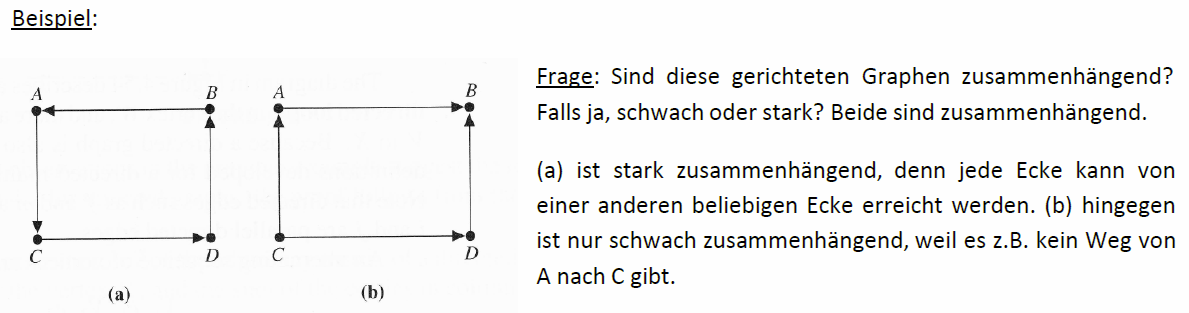 Beispiel:
A B A B
C D C D
(a) (b)
Frage: Sind diese gerichteten Graphen zusammenhängend?
Falls ja, schwach oder stark? Beide sind zusammenhängend.
(a) ist stark zusammenhängend, denn jede Ecke kann von
einer anderen beliebigen Ecke erreicht werden. (b) hingegen
ist nur schwach zusammenhängend, weil es z.B. kein Weg von
A nach C gibt.